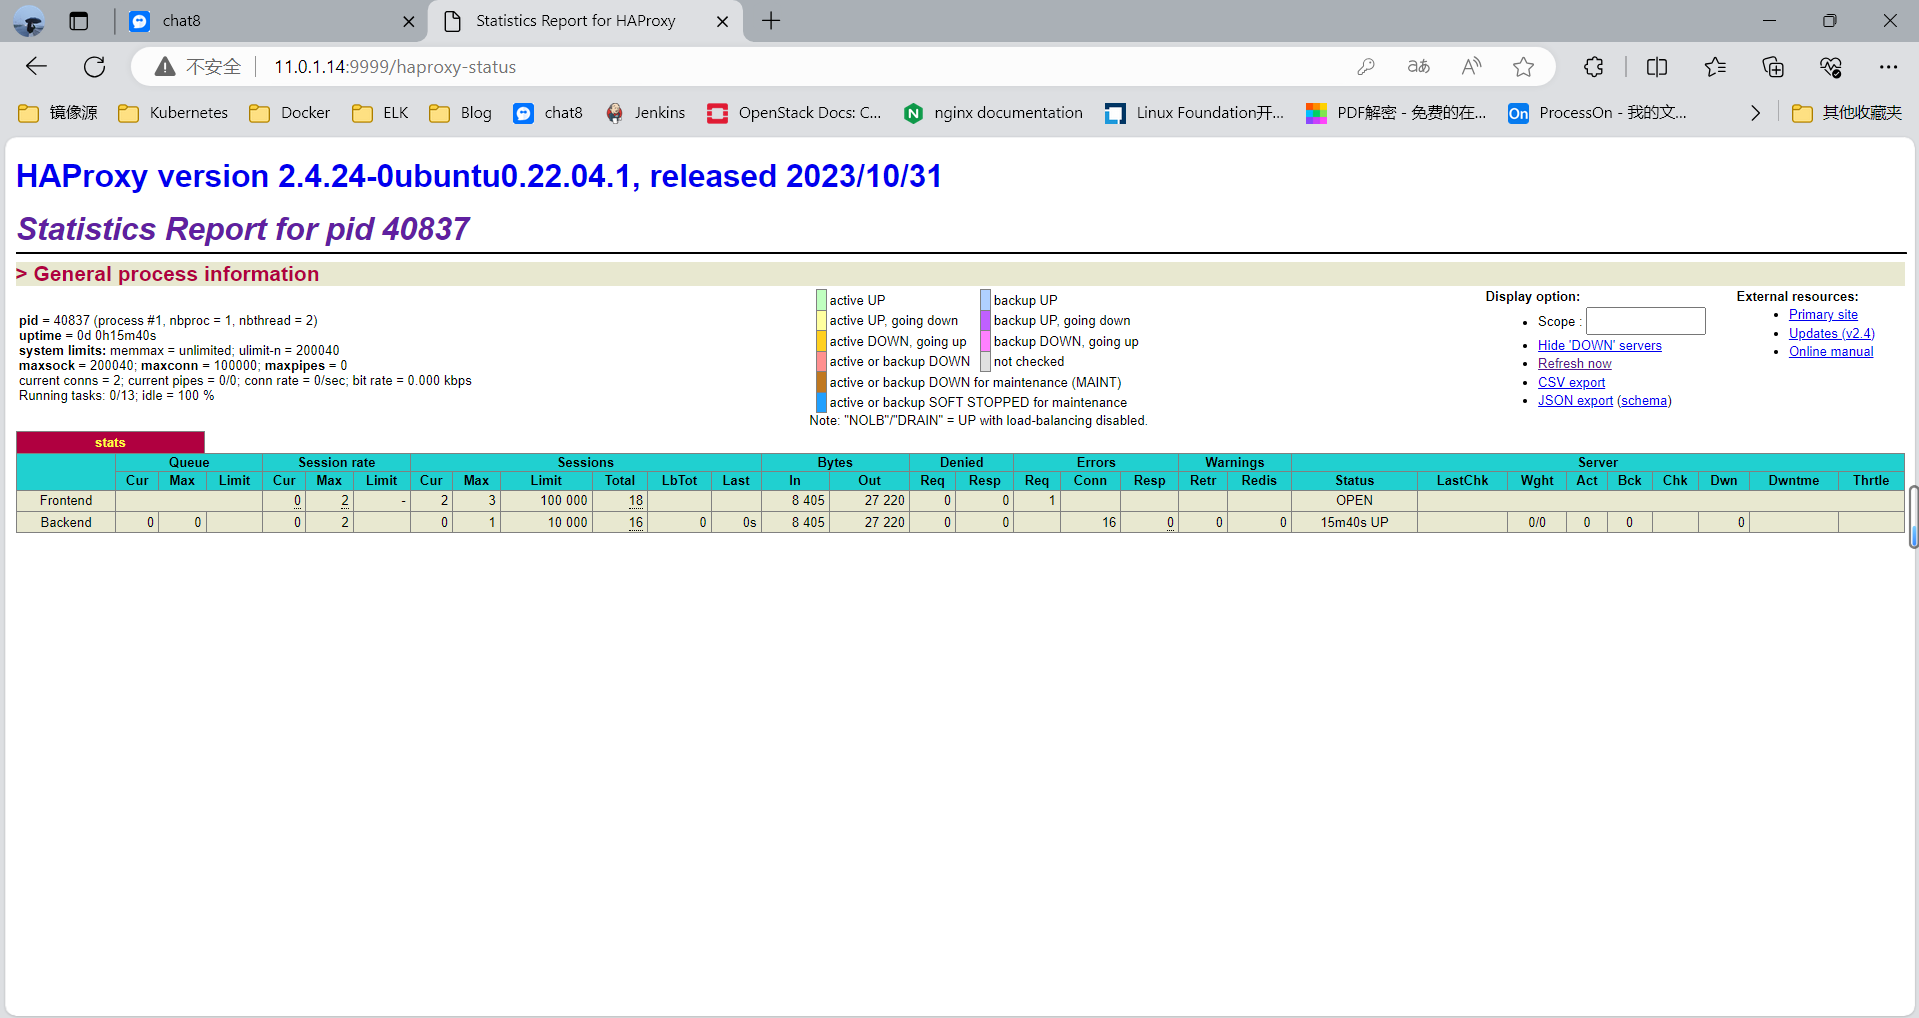 chat8
Statistics Report for HAProxy
不安全
11.0.1.14:9999/haproxy-status
镜像源 Kubernetes Docker ELK Blog chat8 Jenkins OpenStack Docs: C... nginx documentation Linux Foundation开... PDF解密 - 免费的在... On ProcessOn - 我的文... 其他收藏夹
HAProxy version 2.4.24-0ubuntu0.22.04.1, released 2023/10/31
Statistics Report for pid 40837
> General process information
pid = 40837 (process #1, nbproc = 1, nbthread = 2)
uptime = 0d 0h15m40s
system limits: memmax = unlimited; ulimit-n = 200040
maxsock = 200040; maxconn = 100000; maxpipes = 0
current conns = 2; current pipes = 0/0; conn rate = 0/sec; bit rate = 0.000 kbps
Running tasks: 0/13; idle = 100 %
active UP backup UP
active UP, going down backup UP, going down
active DOWN, going up backup DOWN, going up
active or backup DOWN not checked
active or backup DOWN for maintenance (MAINT)
active or backup SOFT STOPPED for maintenance
Note: "NOLB"/"DRAIN" = UP with load-balancing disabled.
Display option:
Scope :
Hide 'DOWN' servers
Refresh now
CSV export
JSON export (schema)
External resources:
Primary site
Updates (v2.4)
Online manual
stats
Queue Session rate Sessions Bytes Denied Errors Warnings Server
Cur Max Limit Cur Max Limit Cur Max Limit Total LbTot Last In Out Req Resp Req Conn Resp Retr Redis Status LastChk Wght Act Bck Chk Dwn Dwntme Thrtle
Frontend 0 2 - 2 3 100 000 18 8 405 27 220 0 0 1 OPEN
Backend 0 0 0 2 0 1 10 000 16 0 0s 8 405 27 220 0 0 16 0 0 0 15m40s UP 0/0 0 0 0